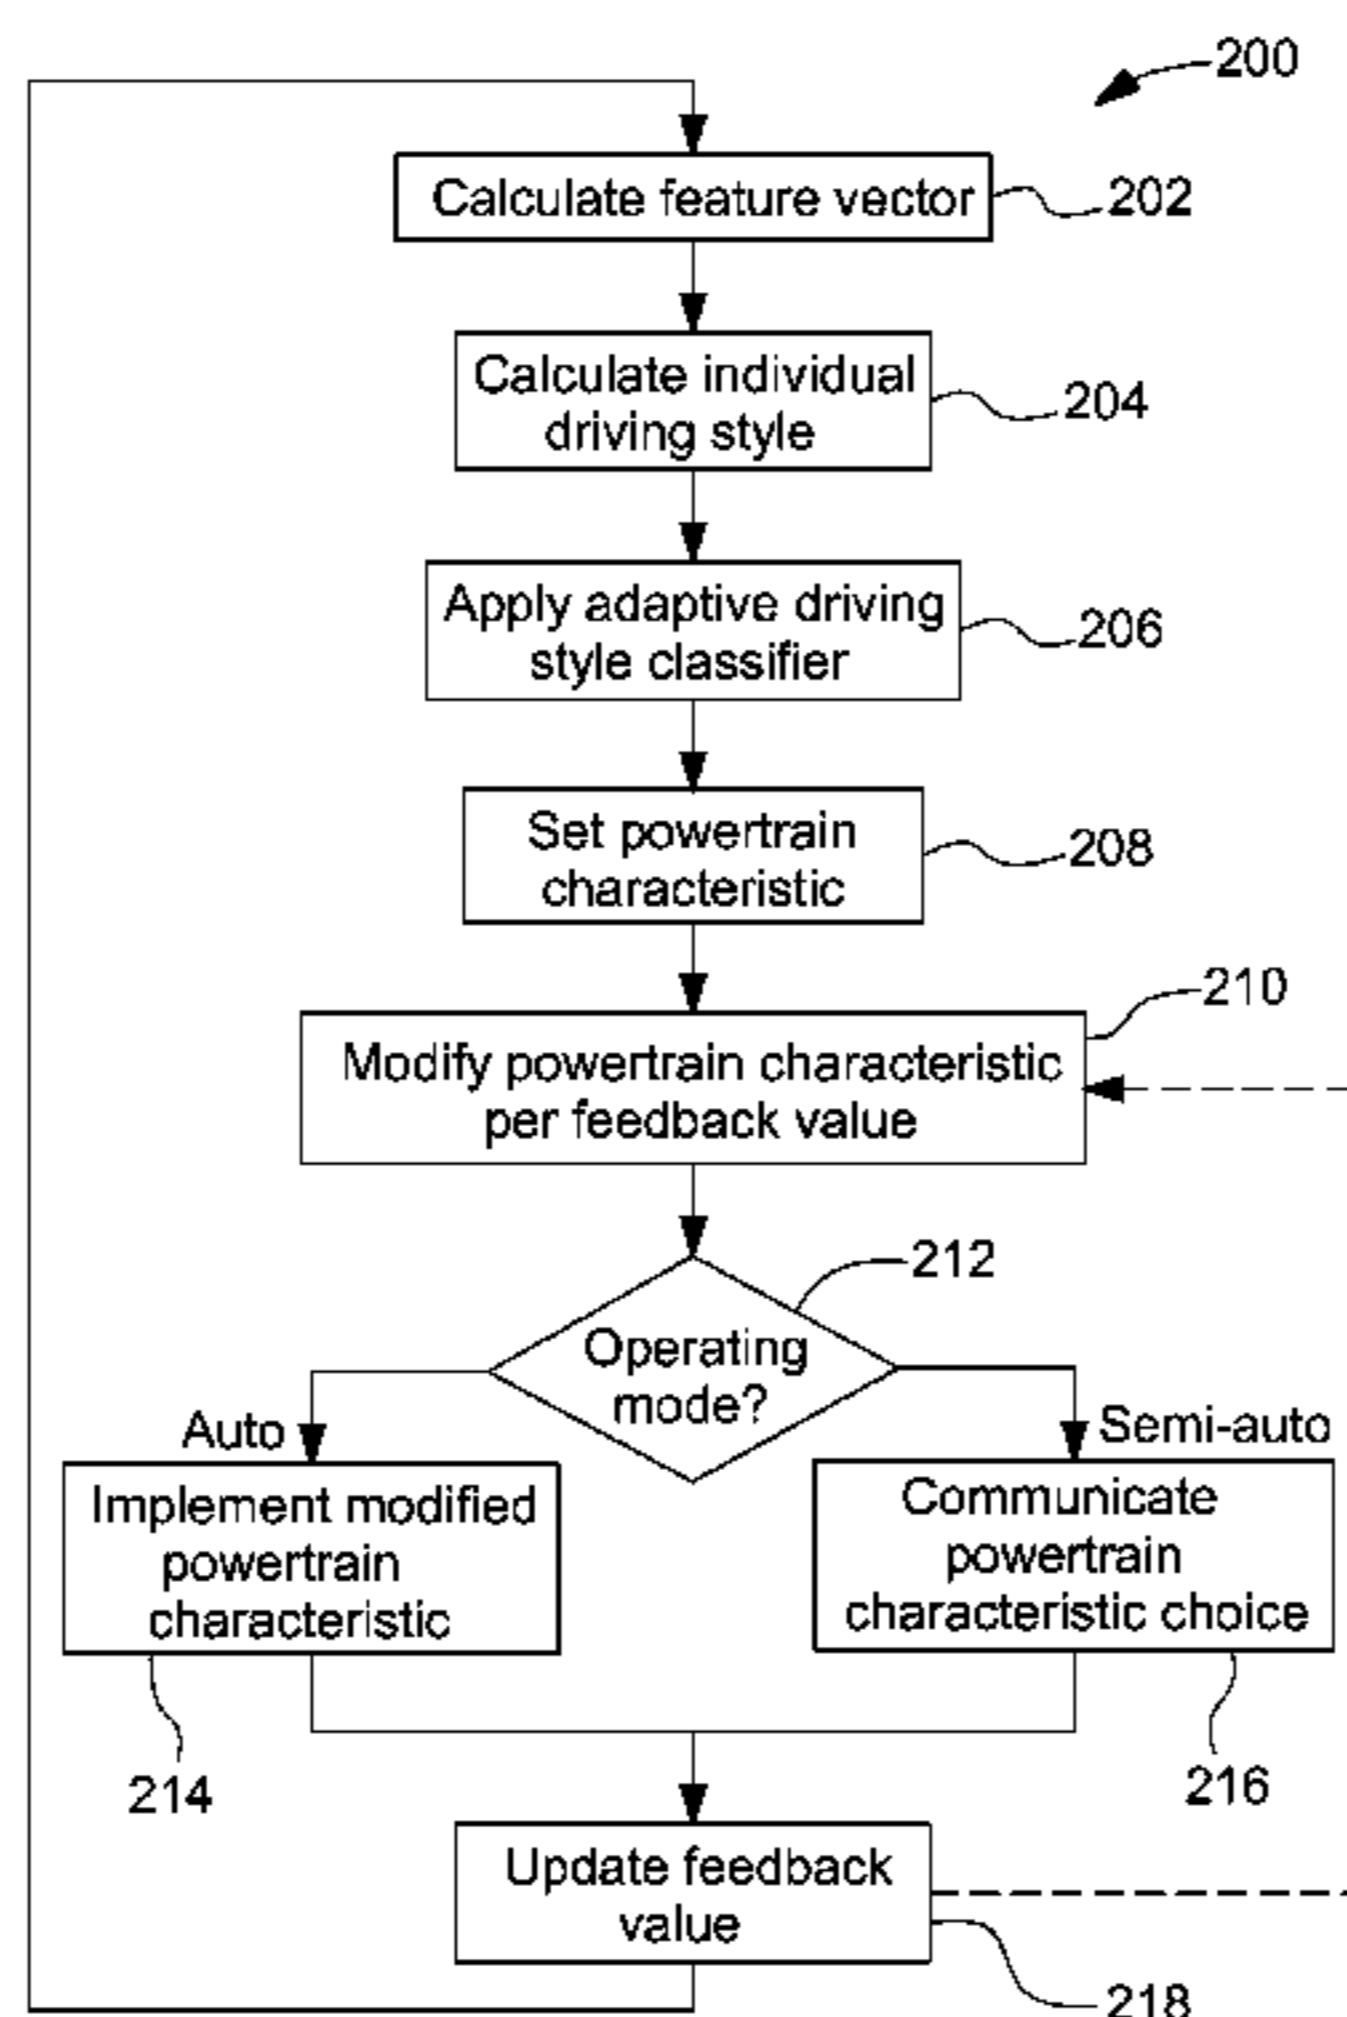 200
Calculate feature vector
202
Calculate individual
driving style
204
Apply adaptive driving
style classifier
206
Set powertrain
characteristic
208
210
Modify powertrain characteristic
per feedback value
212
Operating
mode?
Auto
Semi-auto
Implement modified
powertrain
characteristic
Communicate
powertrain
characteristic choice
214
216
Update feedback
value
218